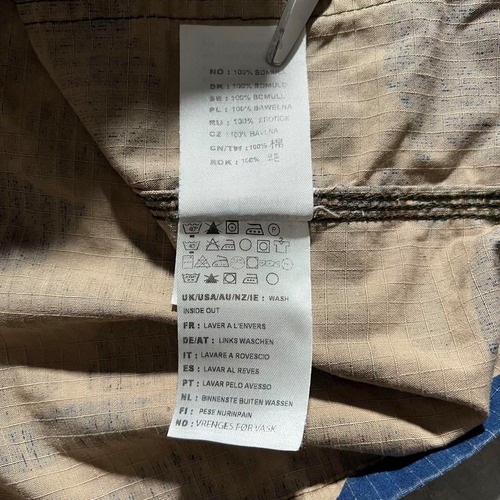 NO : 100% BOMULL
DK : 100% BOMULD
SE : 100% BOMULL
PL : 100% BAWEŁNA
RU : 100% ХЛОПОК
CZ : 100% BAVLNA
CN/TW : 100% 棉
ROK : 100% 면
UK/USA/AU/NZ/IE : WASH
INSIDE OUT
FR : LAVER A L'ENVERS
DE/AT : LINKS WASCHEN
IT : LAVARE A ROVESCIO
ES : LAVAR AL REVES
PT : LAVAR PELO AVESSO
NL : BINNENSTE BUITEN WASSEN
FI : PESE NURINPAIN
NO : VRENGES FØR VASK